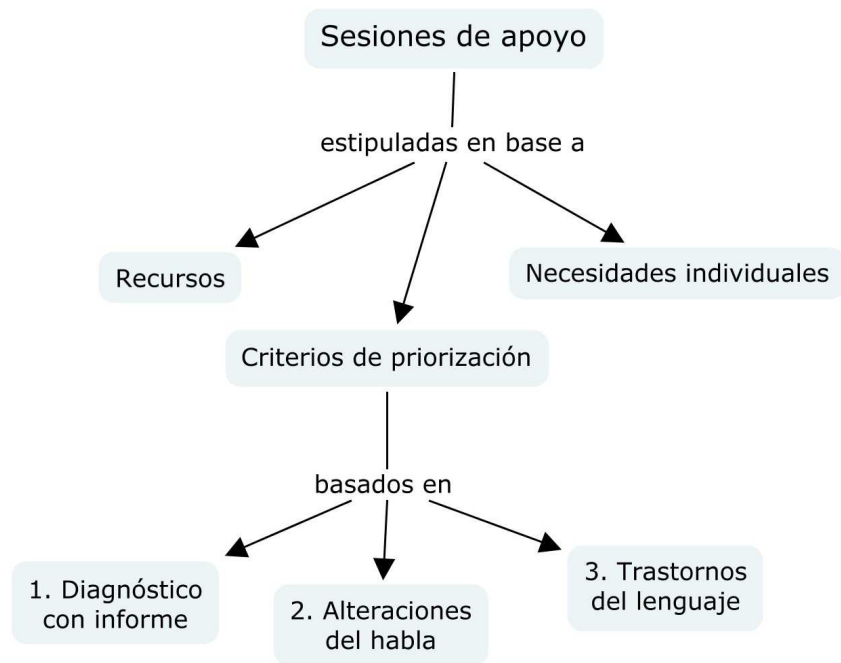 Sesiones de apoyo
estipuladas en base a
Recursos
Necesidades individuales
Criterios de priorización
basados en
1. Diagnóstico
con informe
2. Alteraciones
del habla
3. Trastornos
del lenguaje